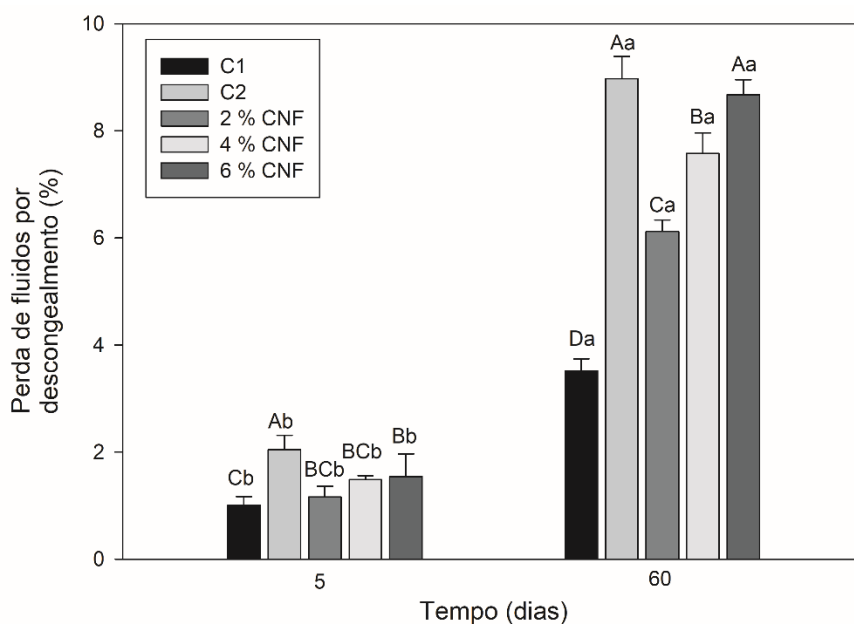 Perda de fluidos por
descongealmento (%)
10
8
6
4
2
0
C1
C2
2 % CNF
4 % CNF
6 % CNF
Cb
Ab
BCb
BCb
Bb
Da
Aa
Ca
Ba
Aa
5
60
Tempo (dias)